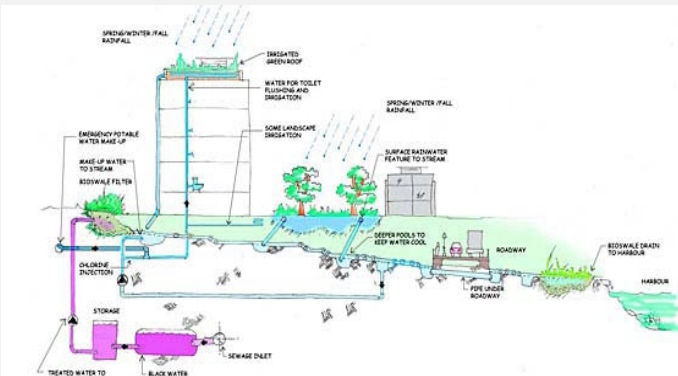 SPRING/WINTER /FALL
RAINFALL
IRRIGATED
GREEN ROOF
WATER FOR TOILET
FLUSHING AND
IRRIGATION
SPRING/WINTER /FALL
RAINFALL
EMERGENCY POTABLE
WATER MAKE-UP
SOME LANDSCAPE
IRRIGATION
MAKE-UP WATER
TO STREAM
SURFACE RAINWATER
FEATURE TO STREAM
BIOSWALE FILTER
DEEPER POOLS TO
KEEP WATER COOL
ROADWAY
BIOSWALE DRAIN
TO HARBOUR
CHLORINE
INJECTION
HARBOUR
PIPE UNDER
ROADWAY
STORAGE
SEWAGE INLET
TREATED WATER TO
BLACK WATER